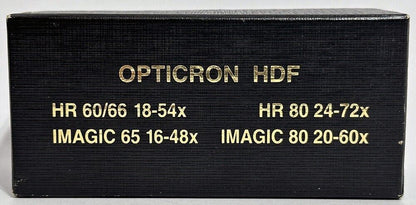 OPTICRON HDF
HR 60/66 18-54x HR 80 24-72x
IMAGIC 65 16-48x IMAGIC 80 20-60x